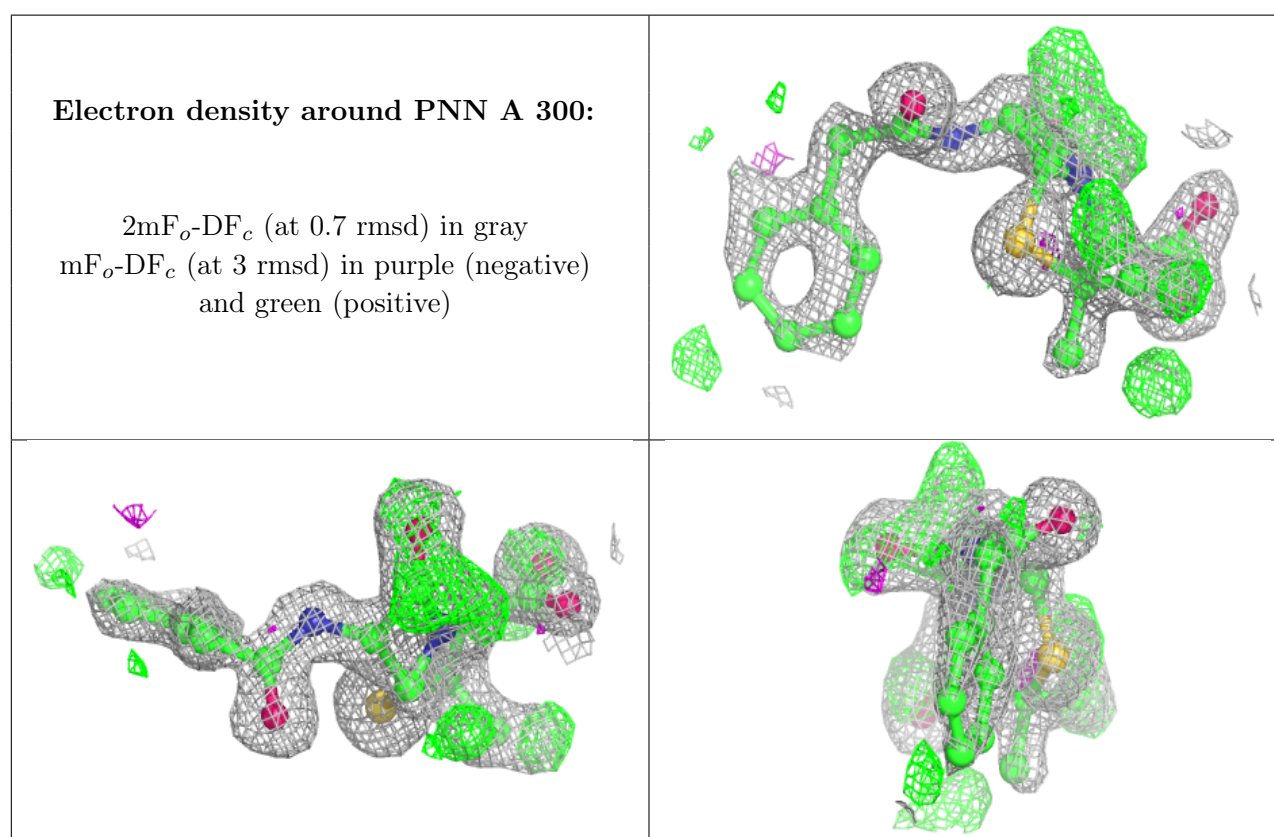 Electron density around PNN A 300:
2mFo-DFc (at 0.7 rmsd) in gray
mFo-DFc (at 3 rmsd) in purple (negative)
and green (positive)